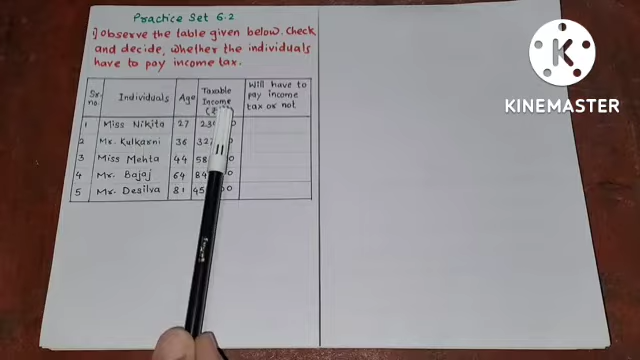 Practice Set 6.2
1) Observe the table given below. Check
and decide, whether the individuals
have to pay income tax.
Sr. no. Individuals Age Taxable Income Will have to pay income tax or not
1 Miss Nikita 27
2 Mr. Kulkarni 36
3 Miss Mehta 44
4 Mr. Bajaj 64
5 Mr. Desilva 81
KINEMASTER